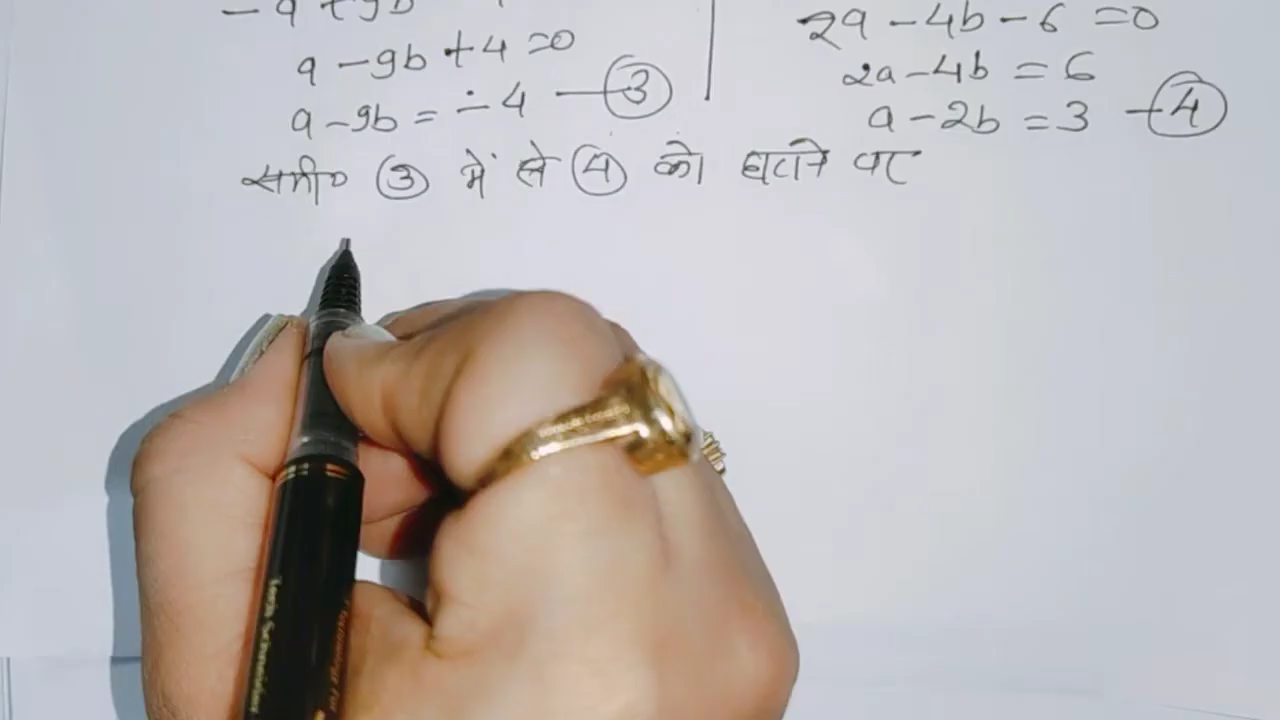 a - 9b + 4 = 0
a - 9b = - 4 — ③
2a - 4b - 6 = 0
2a - 4b = 6
a - 2b = 3 — ④
समी० ③ में से ④ को घटाने पर